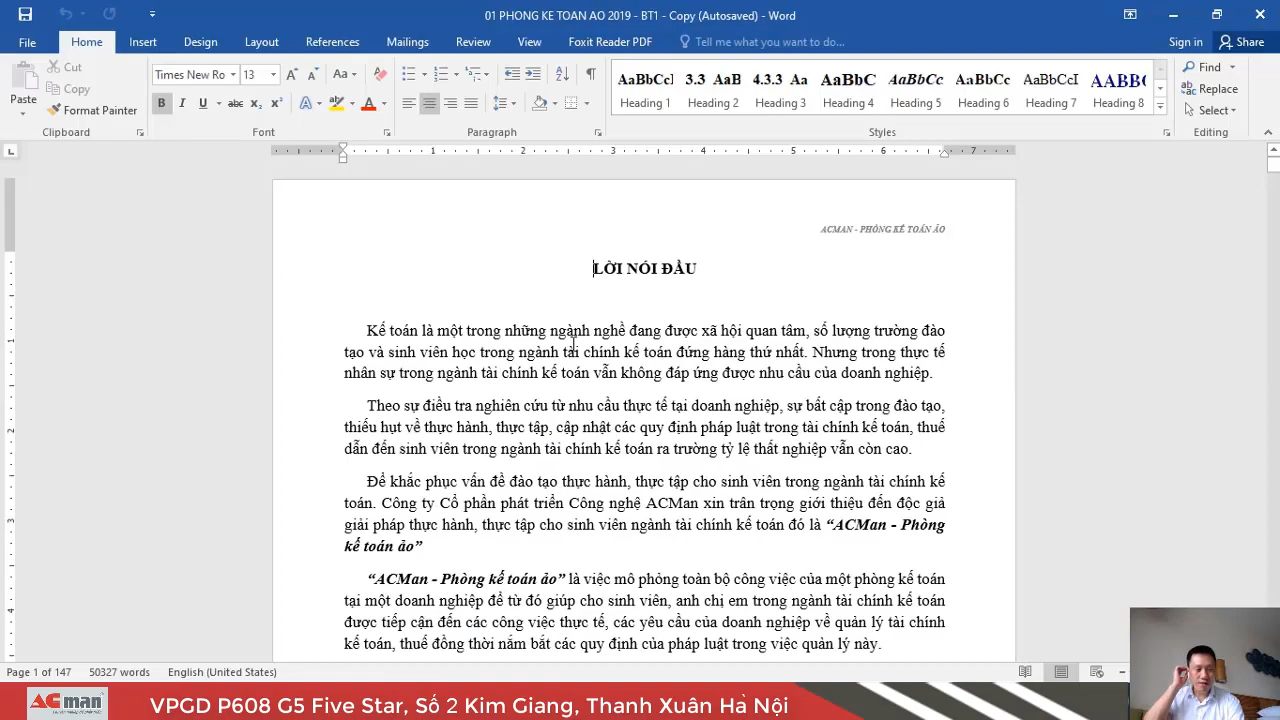 01 PHONG KE TOAN AO 2019 - BT1 - Copy (Autosaved) - Word
File Home Insert Design Layout References Mailings Review View Foxit Reader PDF Tell me what you want to do... Sign in Share
Paste
Cut
Copy
Format Painter
Clipboard
Times New Ro 13
Font
Paragraph
AaBbCcI 3.3 AaB 4.3.3 Aa AaBbC AaBbCc AaBbCc AaBbCcI AABBC
Heading 1 Heading 2 Heading 3 Heading 4 Heading 5 Heading 6 Heading 7 Heading 8
Styles
Find
Replace
Select
Editing
1 2 3 4 5 6 7
ACMAN - PHÒNG KẾ TOÁN ẢO
LỜI NÓI ĐẦU
Kế toán là một trong những ngành nghề đang được xã hội quan tâm, số lượng trường đào
tạo và sinh viên học trong ngành tài chính kế toán đứng hàng thứ nhất. Nhưng trong thực tế
nhân sự trong ngành tài chính kế toán vẫn không đáp ứng được nhu cầu của doanh nghiệp.
Theo sự điều tra nghiên cứu từ nhu cầu thực tế tại doanh nghiệp, sự bất cập trong đào tạo,
thiếu hụt về thực hành, thực tập, cập nhật các quy định pháp luật trong tài chính kế toán, thuế
dẫn đến sinh viên trong ngành tài chính kế toán ra trường tỷ lệ thất nghiệp vẫn còn cao.
Để khắc phục vấn đề đào tạo thực hành, thực tập cho sinh viên trong ngành tài chính kế
toán. Công ty Cổ phần phát triển Công nghệ ACMan xin trân trọng giới thiệu đến độc giả
giải pháp thực hành, thực tập cho sinh viên ngành tài chính kế toán đó là “ACMan - Phòng
kế toán ảo”
“ACMan - Phòng kế toán ảo” là việc mô phỏng toàn bộ công việc của một phòng kế toán
tại một doanh nghiệp để từ đó giúp cho sinh viên, anh chị em trong ngành tài chính kế toán
được tiếp cận đến các công việc thực tế, các yêu cầu của doanh nghiệp về quản lý tài chính
kế toán, thuế đồng thời nắm bắt các quy định của pháp luật trong việc quản lý này.
Page 1 of 147 50327 words English (United States)
ACman
VPGD P608 G5 Five Star, Số 2 Kim Giang, Thanh Xuân Hà Nội